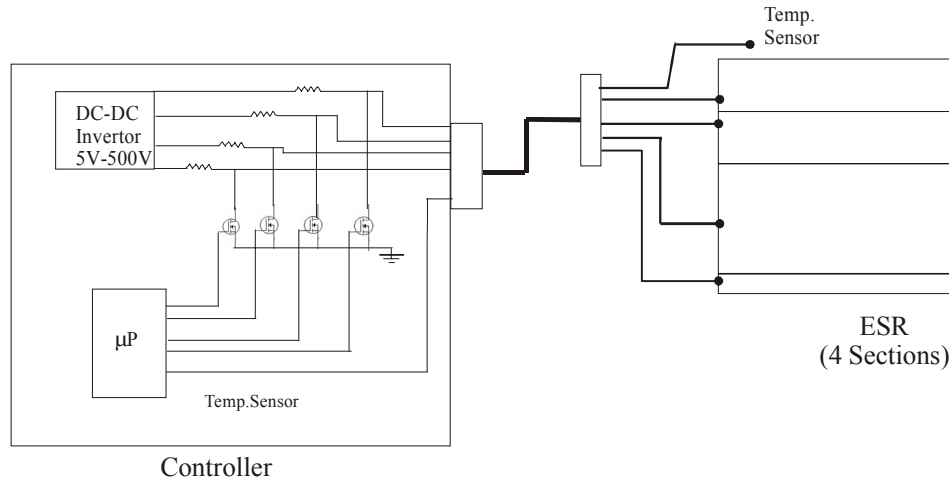 Temp.
Sensor
DC-DC
Invertor
5V-500V
μP
Temp.Sensor
ESR
(4 Sections)
Controller